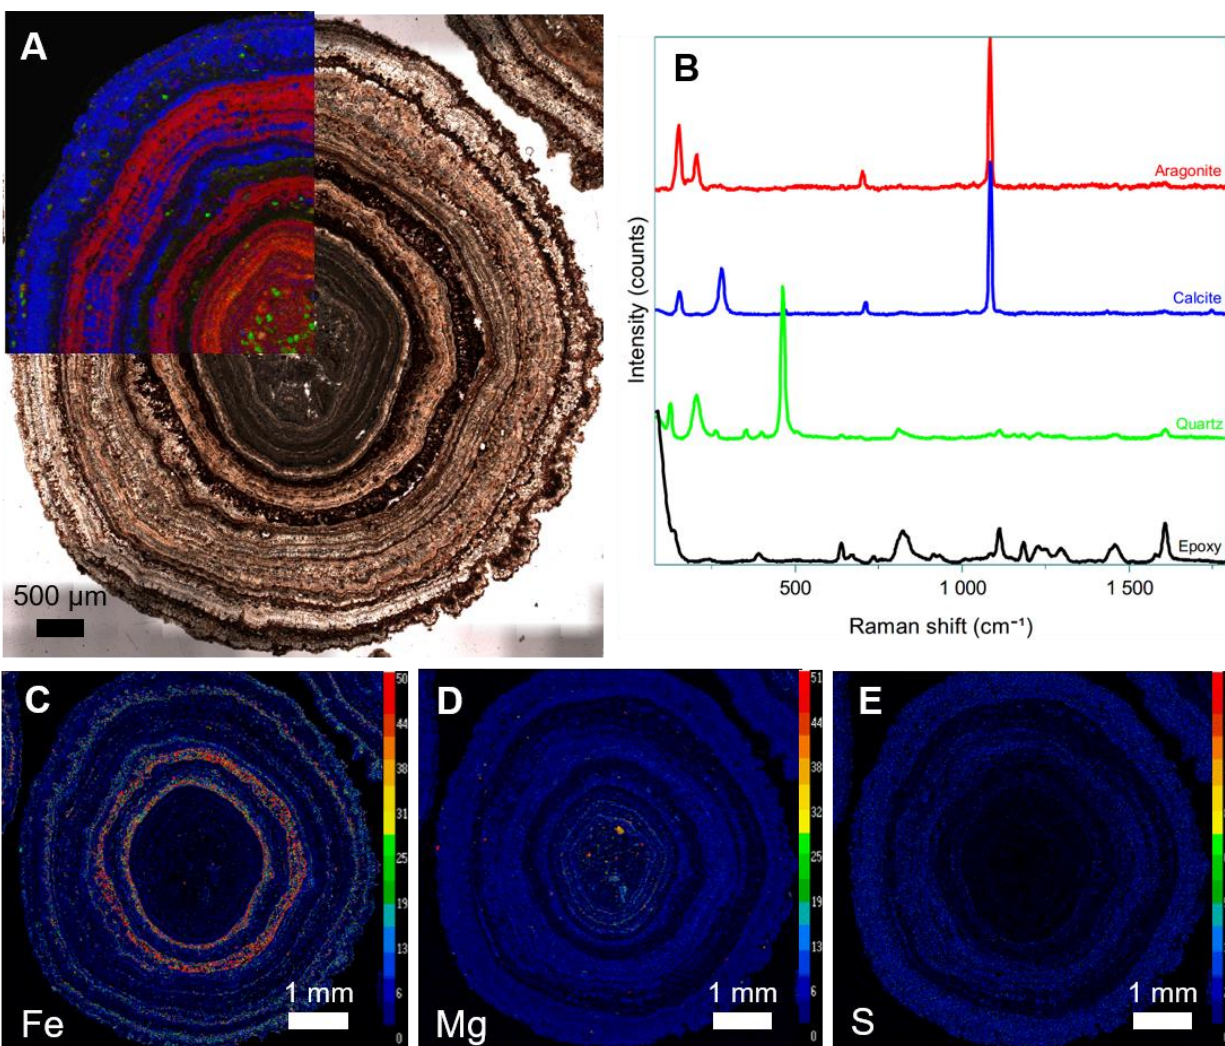 A
500 µm
B
Intensity (counts)
Aragonite
Calcite
Quartz
Epoxy
500
1 000
1 500
Raman shift (cm⁻¹)
C
50
44
38
31
25
19
13
6
0
1 mm
Fe
D
51
44
38
32
25
19
13
6
0
1 mm
Mg
E
1 mm
S